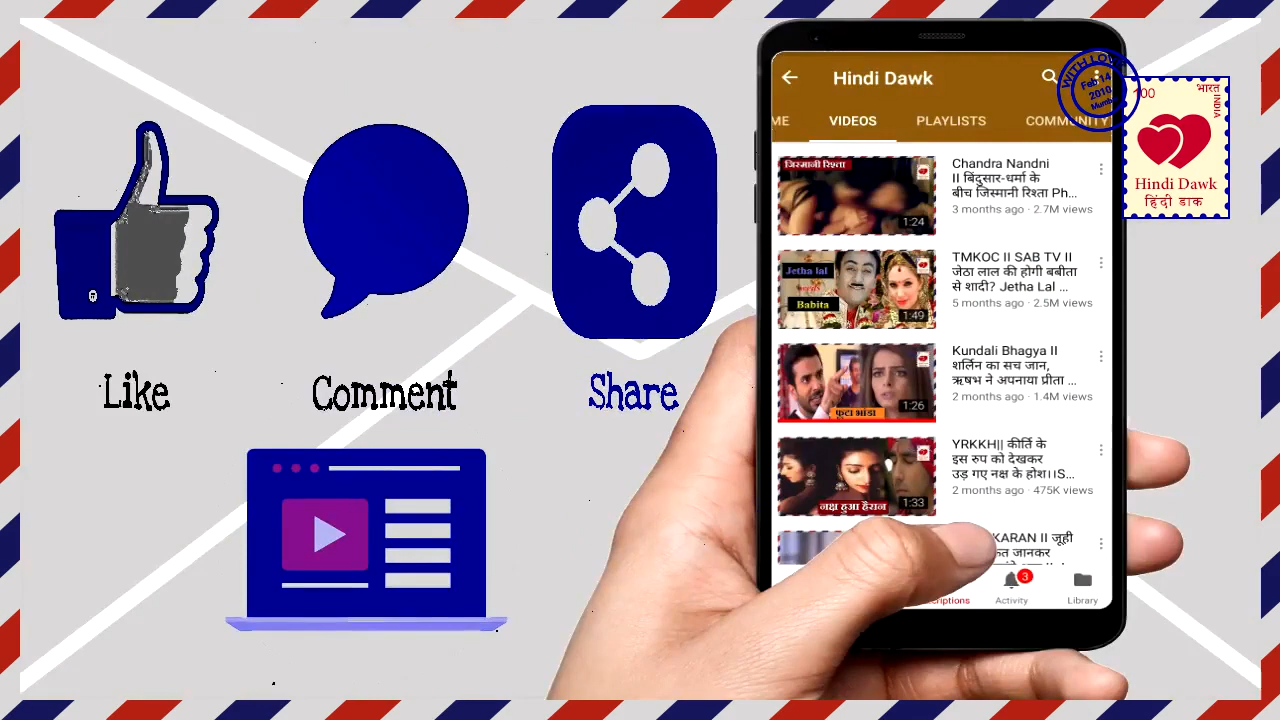 Like
Comment
Share
Hindi Dawk
ME
VIDEOS
PLAYLISTS
COMMUNITY
जिस्मानी रिश्ता
1:24
Chandra Nandni
II बिंदुसार-धर्मा के
बीच जिस्मानी रिश्ता Ph...
3 months ago · 2.7M views
Jetha lal
Babita
1:49
TMKOC II SAB TV II
जेठा लाल की होगी बबीता
से शादी? Jetha Lal ...
5 months ago · 2.5M views
फूटा भांडा
1:26
Kundali Bhagya II
शर्लिन का सच जान,
ऋषभ ने अपनाया प्रीता ...
2 months ago · 1.4M views
नक्ष हुआ हैरान
1:33
YRKKH|| कीर्ति के
इस रुप को देखकर
उड़ गए नक्ष के होश।।S...
2 months ago · 475K views
KARAN II जूही
जानकर
3
Activity
Library
WITH LOVE
Feb 14
2010
Mumb
100
भारत
INDIA
Hindi Dawk
हिंदी डाक